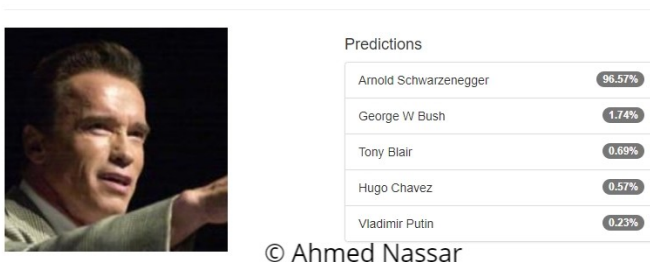 Predictions
Arnold Schwarzenegger 96.57%
George W Bush 1.74%
Tony Blair 0.69%
Hugo Chavez 0.57%
Vladimir Putin 0.23%
© Ahmed Nassar